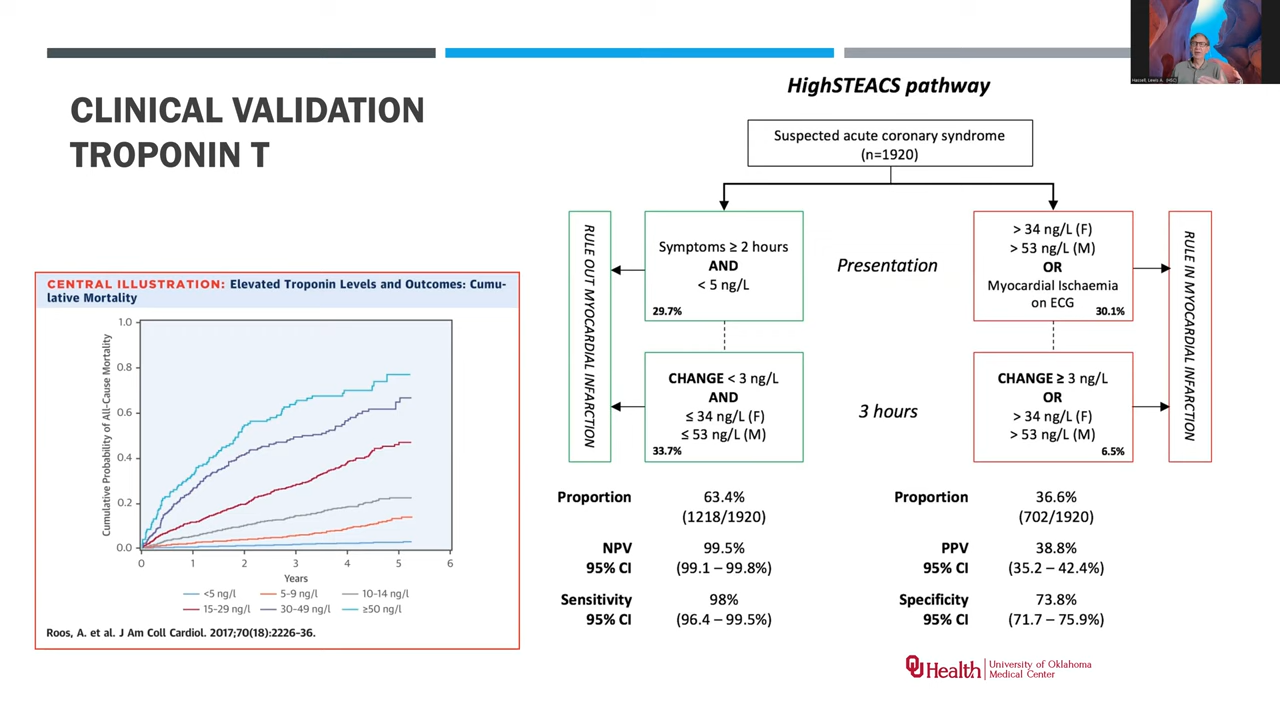 Hassell, Lewis A. (HSC)
CLINICAL VALIDATION
TROPONIN T
CENTRAL ILLUSTRATION: Elevated Troponin Levels and Outcomes: Cumu-
lative Mortality
Cumulative Probability of All-Cause Mortality
1.0
0.8
0.6
0.4
0.2
0.0
0 1 2 3 4 5 6
Years
<5 ng/l 5-9 ng/l 10-14 ng/l
15-29 ng/l 30-49 ng/l ≥50 ng/l
Roos, A. et al. J Am Coll Cardiol. 2017;70(18):2226-36.
HighSTEACS pathway
Suspected acute coronary syndrome
(n=1920)
RULE OUT MYOCARDIAL INFARCTION
Symptoms ≥ 2 hours
AND
< 5 ng/L
29.7%
Presentation
> 34 ng/L (F)
> 53 ng/L (M)
OR
Myocardial Ischaemia
on ECG
30.1%
RULE IN MYOCARDIAL INFARCTION
CHANGE < 3 ng/L
AND
≤ 34 ng/L (F)
≤ 53 ng/L (M)
33.7%
3 hours
CHANGE ≥ 3 ng/L
OR
> 34 ng/L (F)
> 53 ng/L (M)
6.5%
Proportion 63.4%
(1218/1920)
NPV 99.5%
95% CI (99.1 – 99.8%)
Sensitivity 98%
95% CI (96.4 – 99.5%)
Proportion 36.6%
(702/1920)
PPV 38.8%
95% CI (35.2 – 42.4%)
Specificity 73.8%
95% CI (71.7 – 75.9%)
OU Health University of Oklahoma
Medical Center